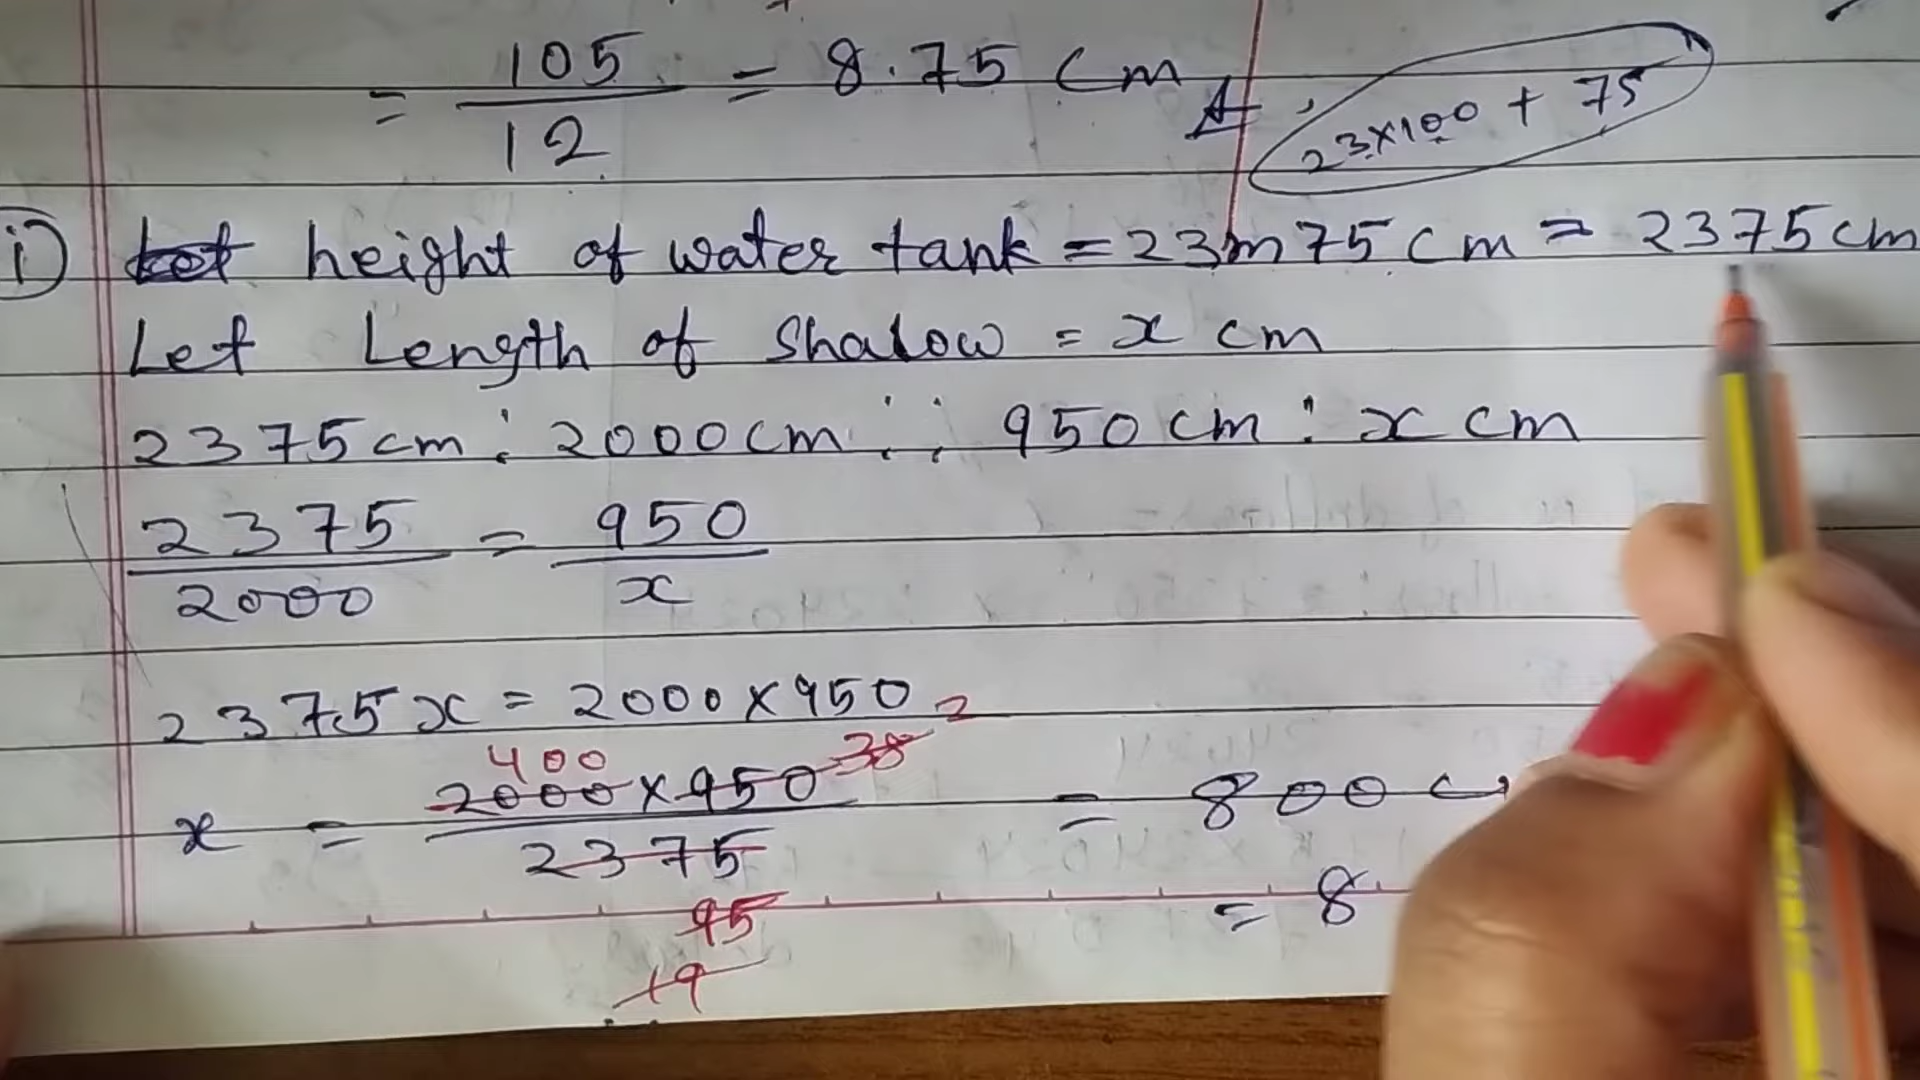 = 105/12 = 8.75 cm A
23×100 + 75
i) Let height of water tank = 23m 75 cm = 2375 cm
Let Length of Shadow = x cm
2375 cm : 2000 cm :: 950 cm : x cm
2375/2000 = 950/x
2375x = 2000×950
400 38 2
x = 2000×950/2375 = 800 c
95 = 8
19